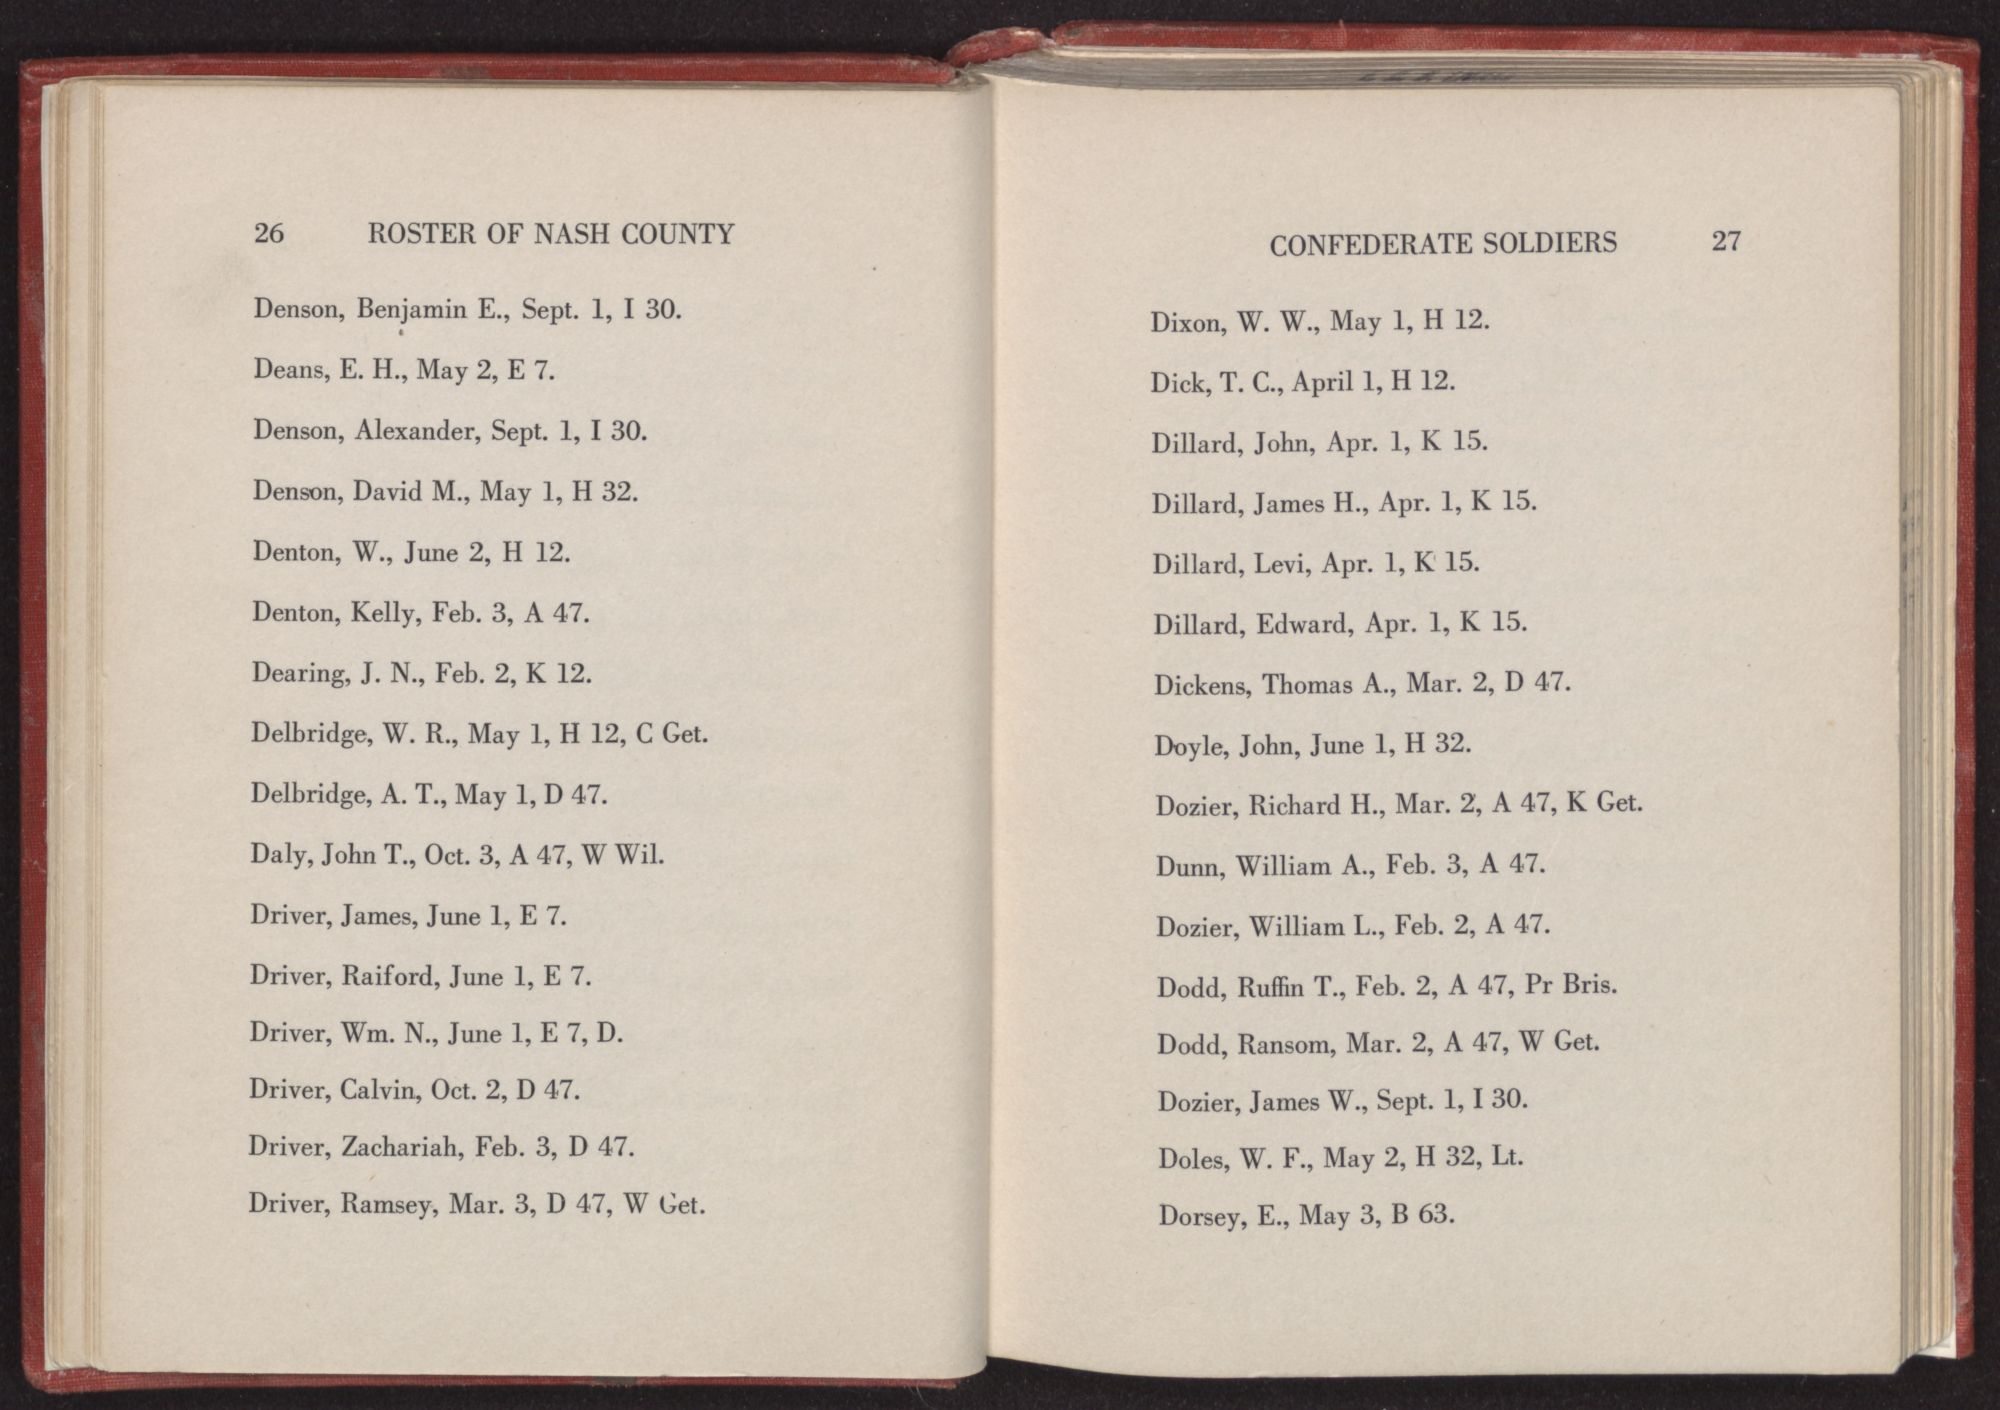 26 ROSTER OF NASH COUNTY
Denson, Benjamin E., Sept. 1, I 30.
Deans, E. H., May 2, E 7.
Denson, Alexander, Sept. 1, I 30.
Denson, David M., May 1, H 32.
Denton, W., June 2, H 12.
Denton, Kelly, Feb. 3, A 47.
Dearing, J. N., Feb. 2, K 12.
Delbridge, W. R., May 1, H 12, C Get.
Delbridge, A. T., May 1, D 47.
Daly, John T., Oct. 3, A 47, W Wil.
Driver, James, June 1, E 7.
Driver, Raiford, June 1, E 7.
Driver, Wm. N., June 1, E 7, D.
Driver, Calvin, Oct. 2, D 47.
Driver, Zachariah, Feb. 3, D 47.
Driver, Ramsey, Mar. 3, D 47, W Get.
CONFEDERATE SOLDIERS 27
Dixon, W. W., May 1, H 12.
Dick, T. C., April 1, H 12.
Dillard, John, Apr. 1, K 15.
Dillard, James H., Apr. 1, K 15.
Dillard, Levi, Apr. 1, K 15.
Dillard, Edward, Apr. 1, K 15.
Dickens, Thomas A., Mar. 2, D 47.
Doyle, John, June 1, H 32.
Dozier, Richard H., Mar. 2, A 47, K Get.
Dunn, William A., Feb. 3, A 47.
Dozier, William L., Feb. 2, A 47.
Dodd, Ruffin T., Feb. 2, A 47, Pr Bris.
Dodd, Ransom, Mar. 2, A 47, W Get.
Dozier, James W., Sept. 1, I 30.
Doles, W. F., May 2, H 32, Lt.
Dorsey, E., May 3, B 63.